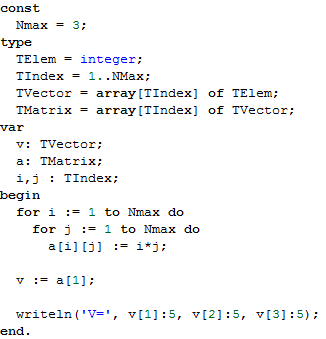 const
Nmax = 3;
type
TElem = integer;
TIndex = 1..NMax;
TVector = array[TIndex] of TElem;
TMatrix = array[TIndex] of TVector;
var
v: TVector;
a: TMatrix;
i,j : TIndex;
begin
for i := 1 to Nmax do
for j := 1 to Nmax do
a[i][j] := i*j;
v := a[1];
writeln('V=', v[1]:5, v[2]:5, v[3]:5);
end.